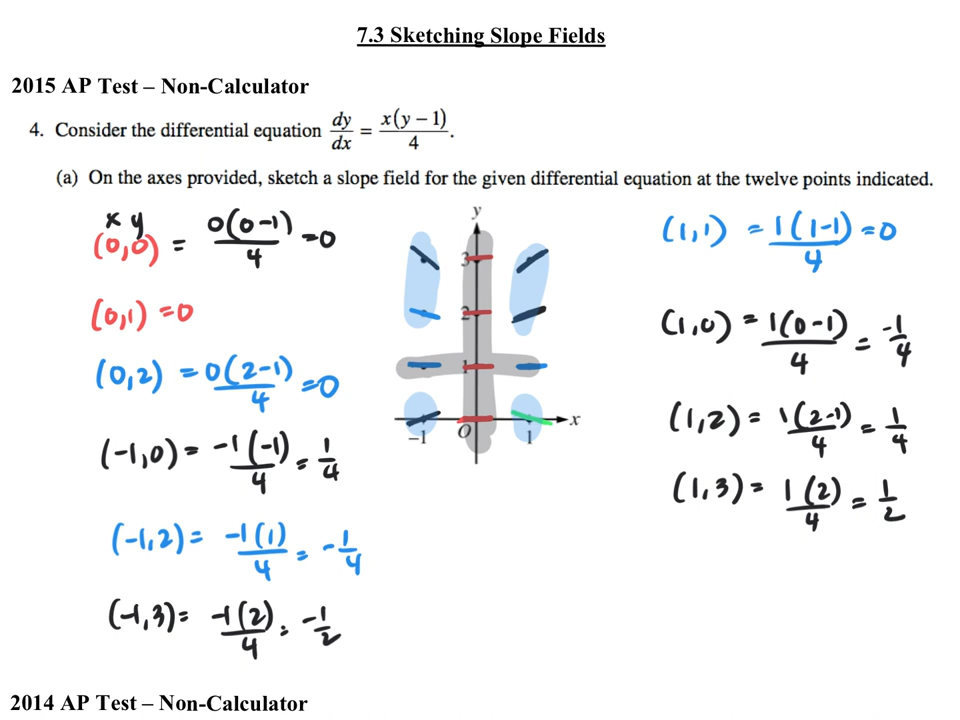 7.3 Sketching Slope Fields
2015 AP Test – Non-Calculator
4. Consider the differential equation dy/dx = x(y − 1)/4.
(a) On the axes provided, sketch a slope field for the given differential equation at the twelve points indicated.
x y
(0,0) = 0(0-1)/4 = 0
(0,1) = 0
(0,2) = 0(2-1)/4 = 0
(-1,0) = -1(-1)/4 = 1/4
(-1,2) = -1(1)/4 = -1/4
(-1,3) = -1(2)/4 = -1/2
y
3
2
1
-1 O 1 x
(1,1) = 1(1-1)/4 = 0
(1,0) = 1(0-1)/4 = -1/4
(1,2) = 1(2-1)/4 = 1/4
(1,3) = 1(2)/4 = 1/2
2014 AP Test – Non-Calculator